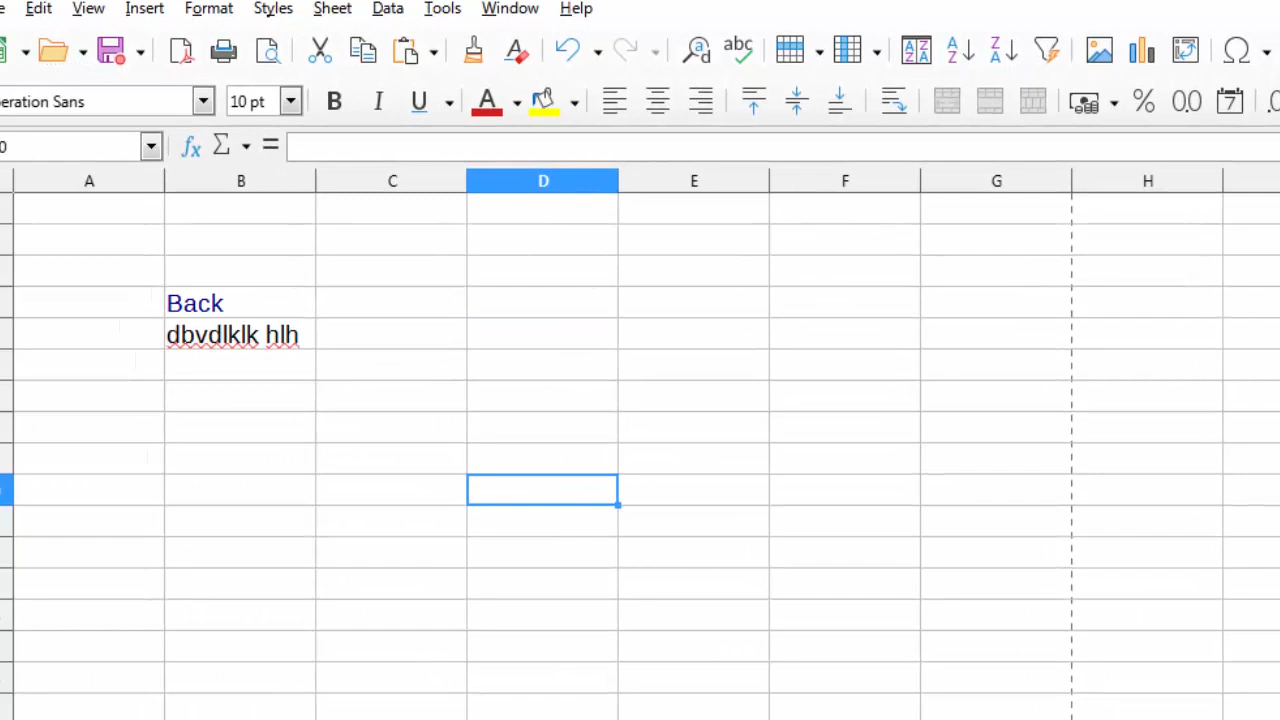 Edit View Insert Format Styles Sheet Data Tools Window Help
eration Sans 10 pt B I U A % 0.0 7
fx Σ =
A B C D E F G H
Back
dbvdlklk hlh